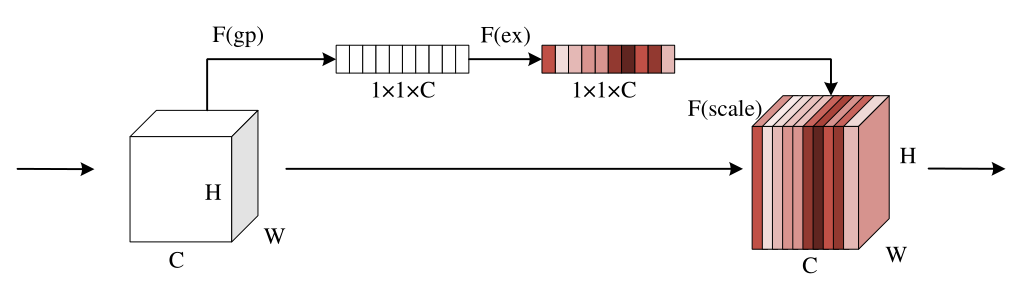 F(gp)
F(ex)
1×1×C
1×1×C
F(scale)
H
W
C
H
W
C